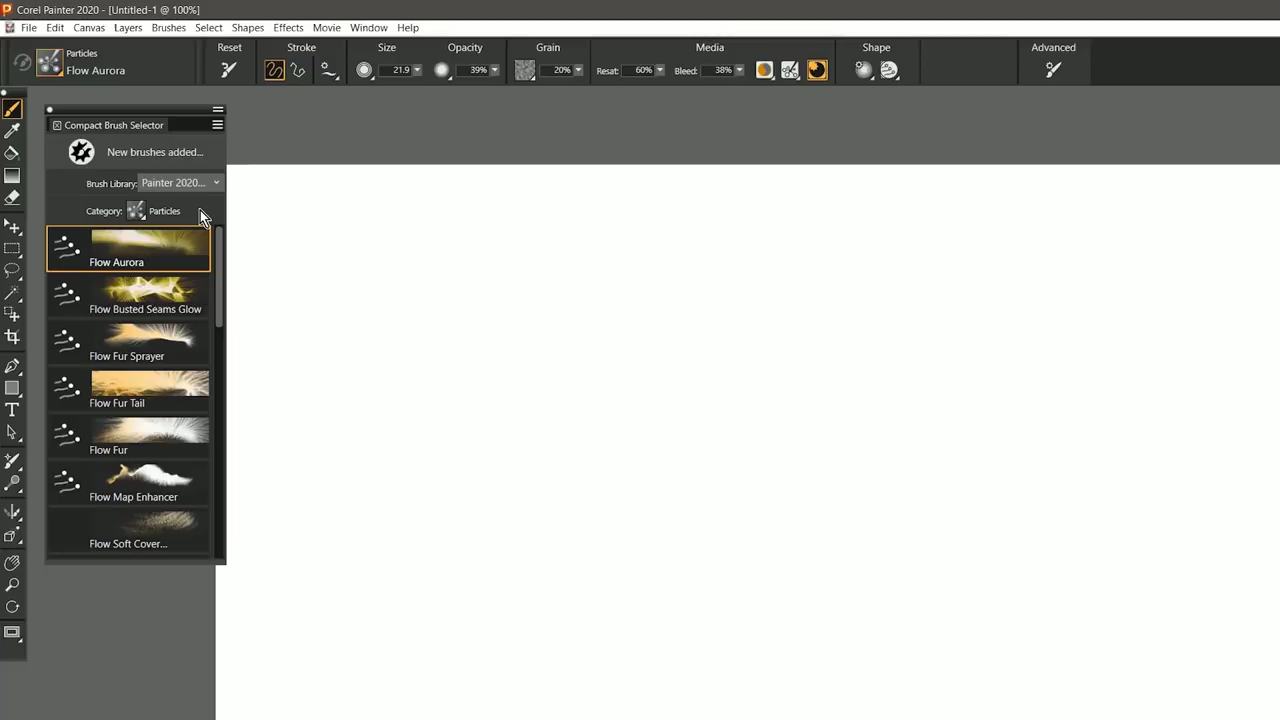 Corel Painter 2020 - [Untitled-1 @ 100%]
File Edit Canvas Layers Brushes Select Shapes Effects Movie Window Help
Particles
Flow Aurora
Reset Stroke Size Opacity Grain Media Shape Advanced
21.9 39% 20% Resat: 60% Bleed: 38%
Compact Brush Selector
New brushes added...
Brush Library: Painter 2020...
Category: Particles
Flow Aurora
Flow Busted Seams Glow
Flow Fur Sprayer
Flow Fur Tail
Flow Fur
Flow Map Enhancer
Flow Soft Cover...